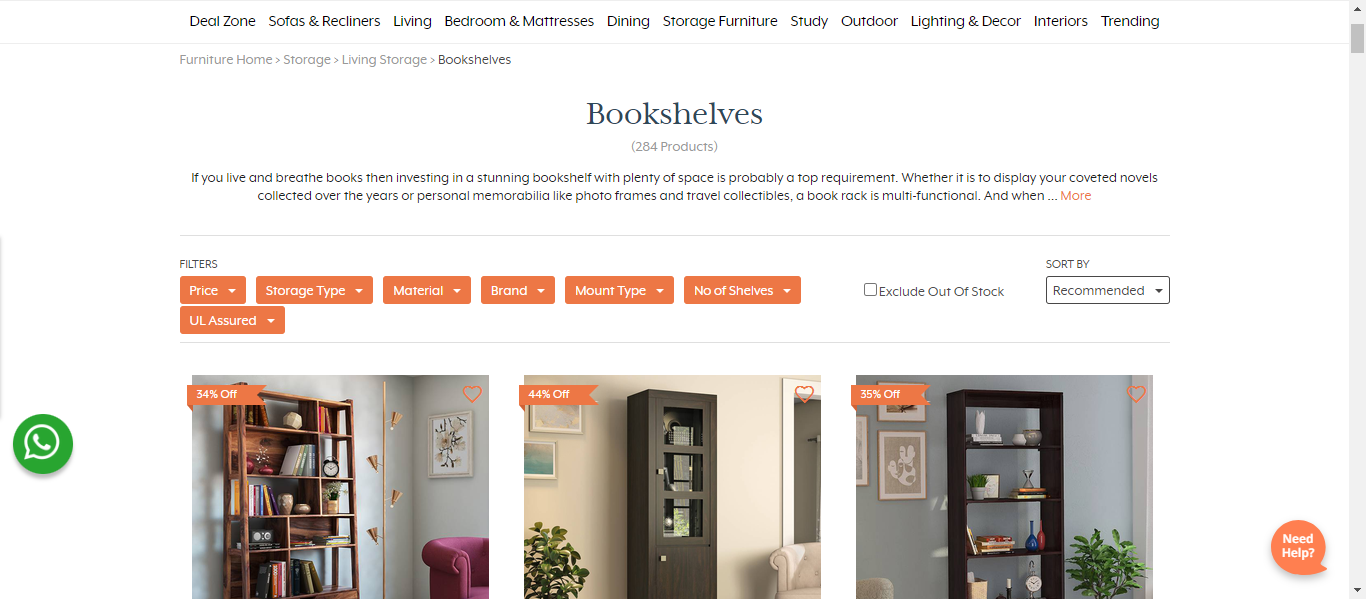 Deal Zone Sofas & Recliners Living Bedroom & Mattresses Dining Storage Furniture Study Outdoor Lighting & Decor Interiors Trending
Furniture Home > Storage > Living Storage > Bookshelves
Bookshelves
(284 Products)
If you live and breathe books then investing in a stunning bookshelf with plenty of space is probably a top requirement. Whether it is to display your coveted novels
collected over the years or personal memorabilia like photo frames and travel collectibles, a book rack is multi-functional. And when ... More
FILTERS
SORT BY
Price Storage Type Material Brand Mount Type No of Shelves
Exclude Out Of Stock
Recommended
UL Assured
34% Off
44% Off
35% Off
Need
Help?